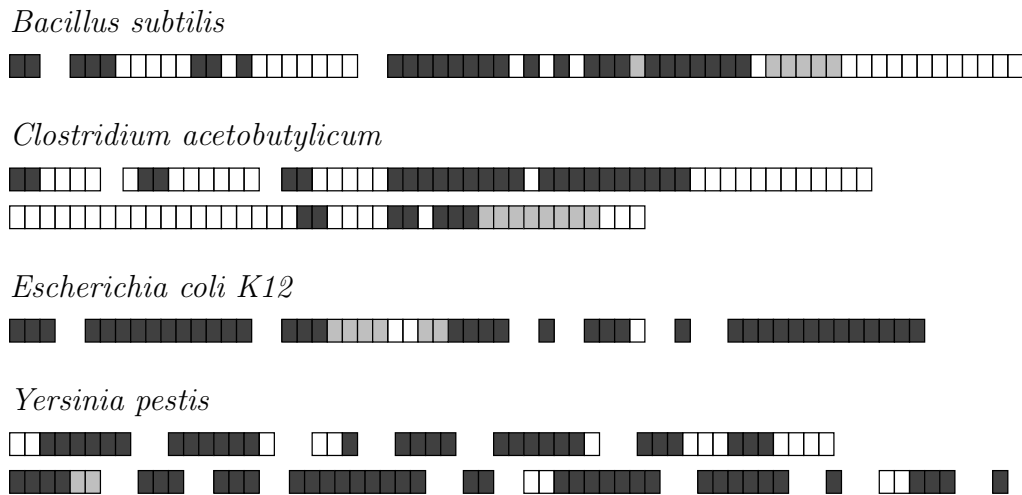 Bacillus subtilis
Clostridium acetobutylicum
Escherichia coli K12
Yersinia pestis